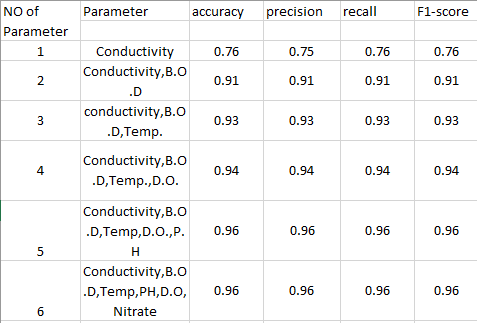 NO of Parameter accuracy precision recall F1-score
Parameter
1 Conductivity 0.76 0.75 0.76 0.76
Conductivity,B.O
2 .D 0.91 0.91 0.91 0.91
conductivity,B.O
3 .D,Temp. 0.93 0.93 0.93 0.93
Conductivity,B.O
4 .D,Temp.,D.O. 0.94 0.94 0.94 0.94
Conductivity,B.O
.D,Temp,D.O.,P. 0.96 0.96 0.96 0.96
5 H
Conductivity,B.O
.D,Temp,PH,D.O, 0.96 0.96 0.96 0.96
6 Nitrate